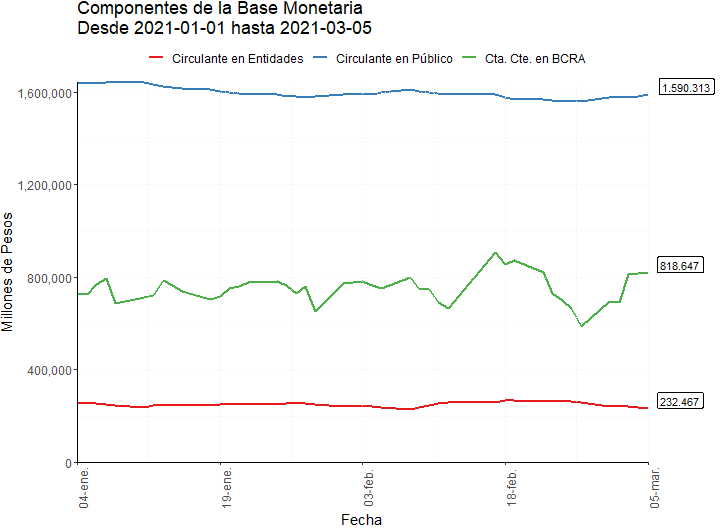 Componentes de la Base Monetaria
Desde 2021-01-01 hasta 2021-03-05
Circulante en Entidades Circulante en Público Cta. Cte. en BCRA
1,600,000
1.590.313
1,200,000
Millones de Pesos
818.647
800,000
400,000
232.467
0
04-ene. 19-ene. 03-feb. 18-feb. 05-mar.
Fecha